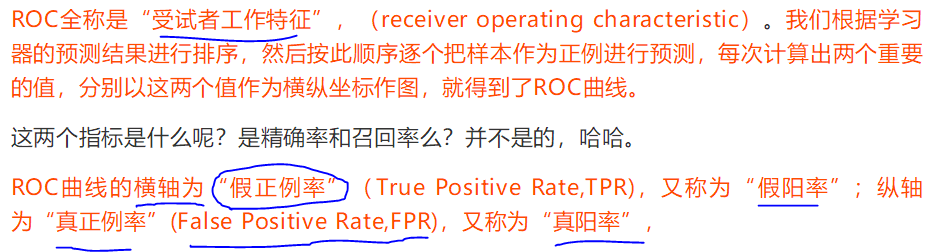 ROC全称是“受试者工作特征”，（receiver operating characteristic）。我们根据学习
器的预测结果进行排序，然后按此顺序逐个把样本作为正例进行预测，每次计算出两个重要
的值，分别以这两个值作为横纵坐标作图，就得到了ROC曲线。
这两个指标是什么呢？是精确率和召回率么？并不是的，哈哈。
ROC曲线的横轴为“假正例率”（True Positive Rate,TPR)，又称为“假阳率”；纵轴
为“真正例率”(False Positive Rate,FPR)，又称为“真阳率”，